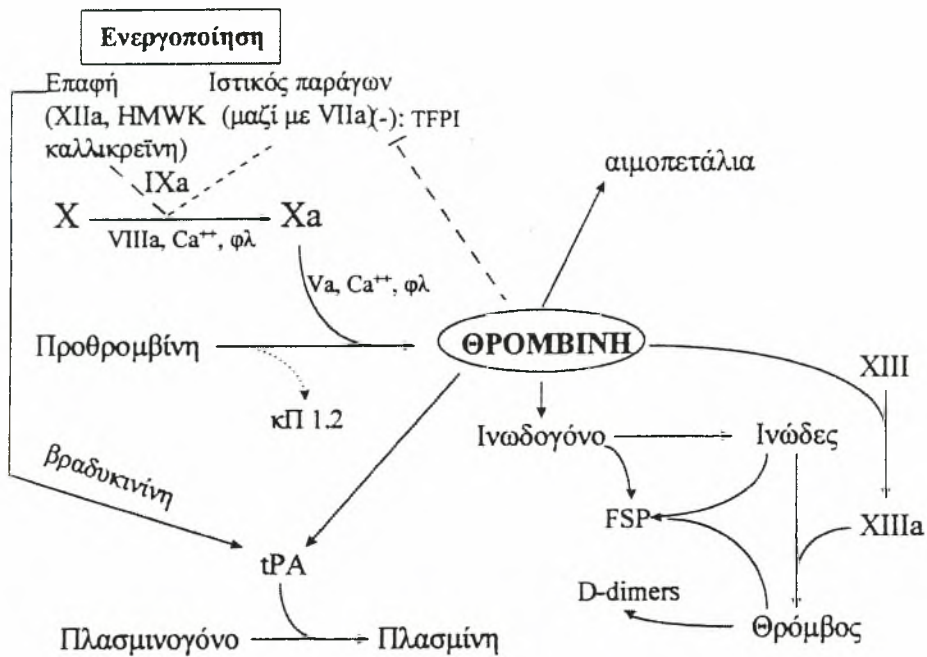 Ενεργοποίηση
Επαφή
(XIIa, HMWK
καλλικρεΐνη)
Ιστικός παράγων
(μαζί με VIIa)(-): TFPI
αιμοπετάλια
IXa
X
Xa
VIIIa, Ca⁺⁺, φλ
Va, Ca⁺⁺, φλ
Προθρομβίνη
ΘΡΟΜΒΙΝΗ
XIII
κΠ 1.2
Ινωδογόνο
Ινώδες
βραδυκινίνη
FSP
XIIIa
tPA
D-dimers
Πλασμινογόνο
Πλασμίνη
Θρόμβος